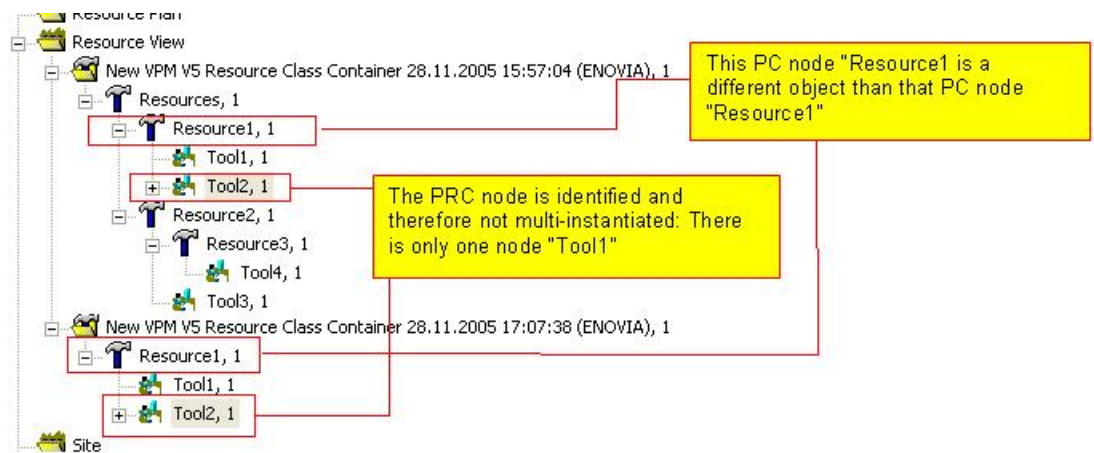 Resource Plan
Resource View
New VPM V5 Resource Class Container 28.11.2005 15:57:04 (ENOVIA), 1
Resources, 1
Resource1, 1
Tool1, 1
Tool2, 1
Resource2, 1
Resource3, 1
Tool4, 1
Tool3, 1
New VPM V5 Resource Class Container 28.11.2005 17:07:38 (ENOVIA), 1
Resource1, 1
Tool1, 1
Tool2, 1
Site
This PC node "Resource1 is a
different object than that PC node
"Resource1"
The PRC node is identified and
therefore not multi-instantiated: There
is only one node "Tool1"